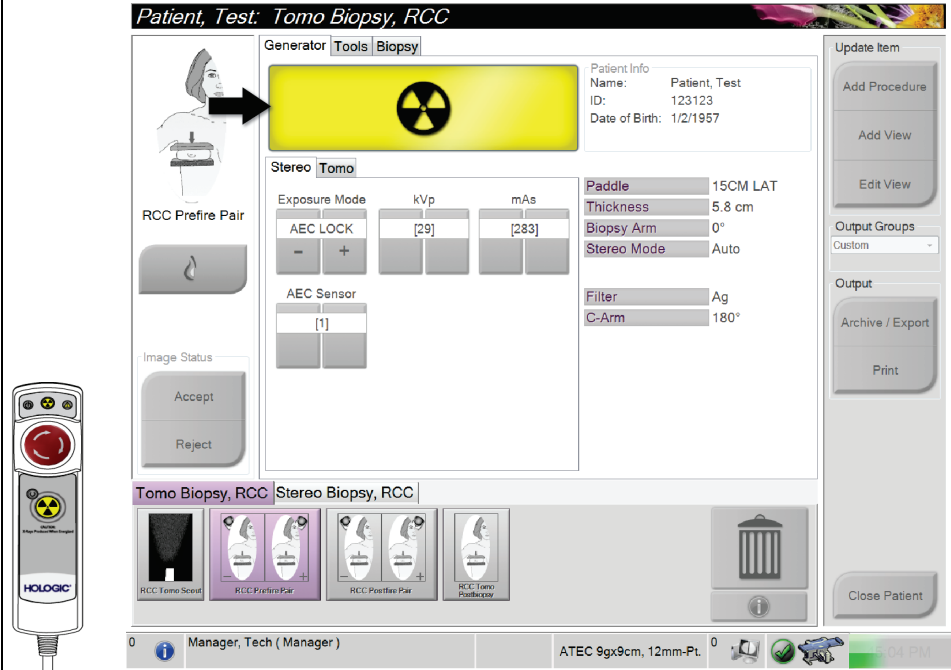 Patient, Test: Tomo Biopsy, RCC
Generator Tools Biopsy
Patient Info
Name: Patient, Test
ID: 123123
Date of Birth: 1/2/1957
RCC Prefire Pair
Stereo Tomo
Exposure Mode kVp mAs
AEC LOCK [29] [283]
- +
AEC Sensor
[1]
Paddle 15CM LAT
Thickness 5.8 cm
Biopsy Arm 0°
Stereo Mode Auto
Filter Ag
C-Arm 180°
Image Status
Accept
Reject
Update Item
Add Procedure
Add View
Edit View
Output Groups
Custom
Output
Archive / Export
Print
Tomo Biopsy, RCC Stereo Biopsy, RCC
RCC Tomo Scout
- +
RCC Prefire Pair
- +
RCC Postfire Pair
RCC Tomo
Postbiopsy
Close Patient
0 Manager, Tech ( Manager ) ATEC 9gx9cm, 12mm-Pt. 0
:04 PM
HOLOGIC